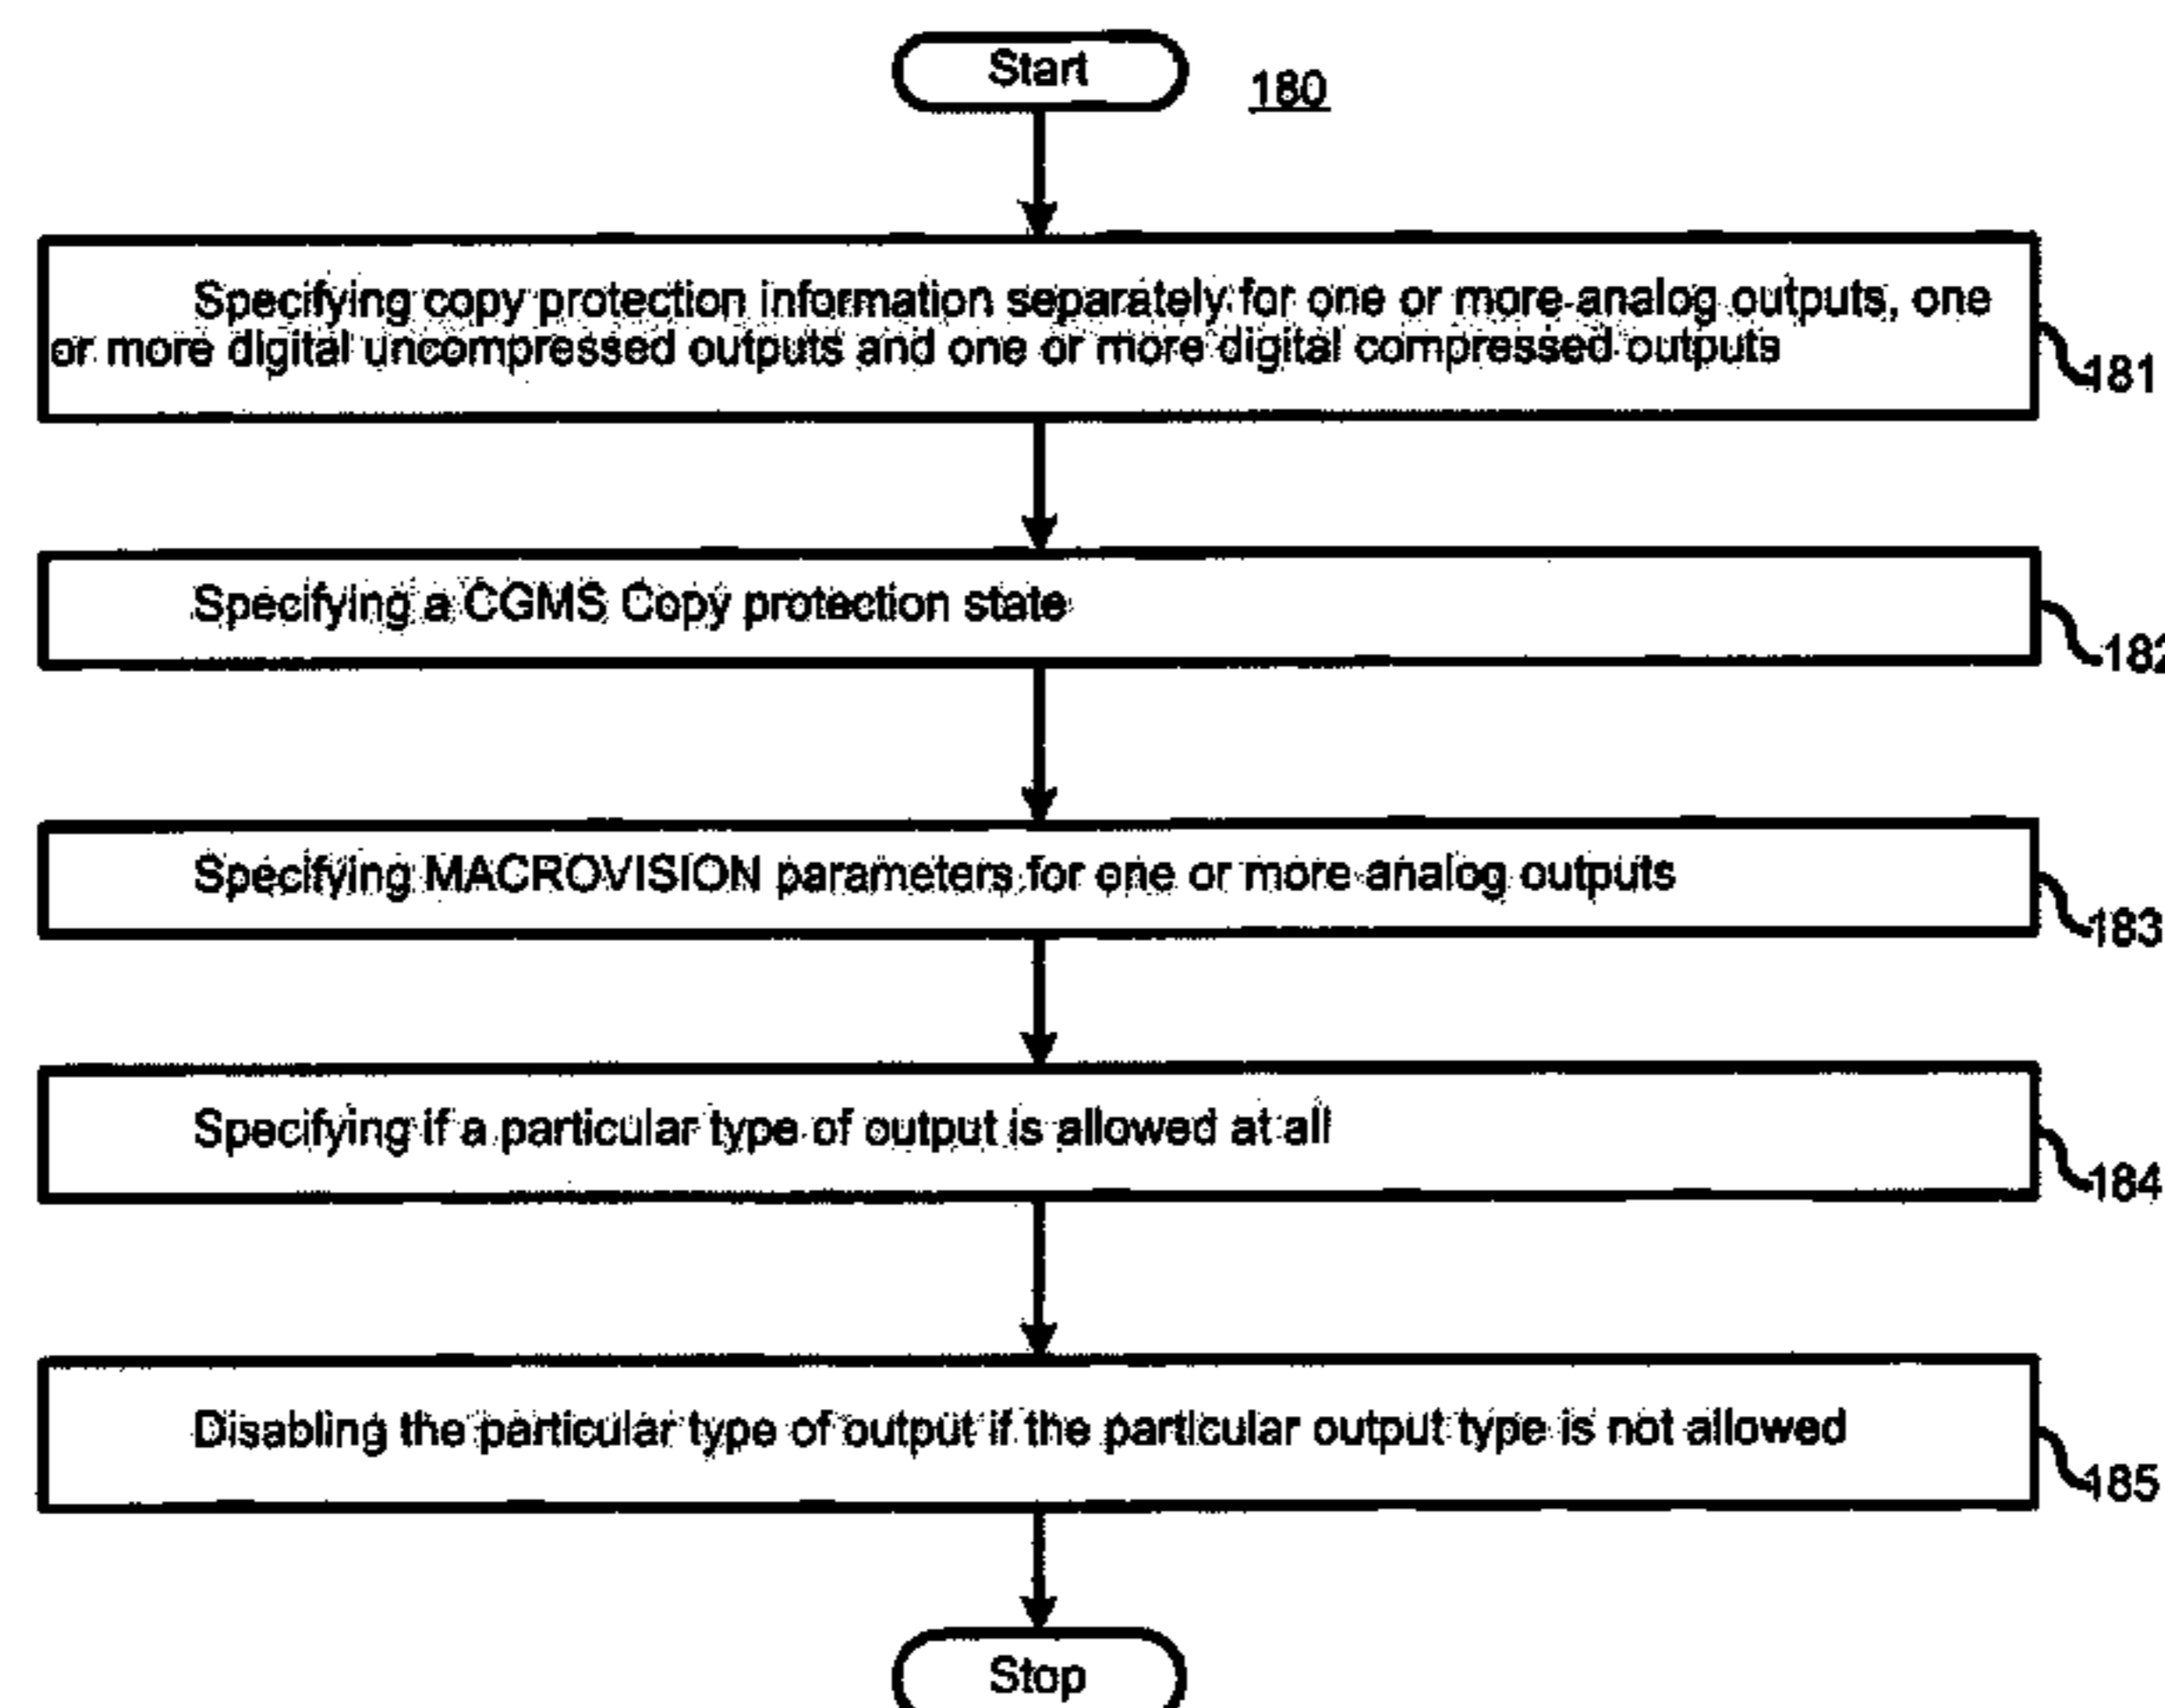 Start
180
Specifying copy protection information separately for one or more analog outputs, one
or more digital uncompressed outputs and one or more digital compressed outputs
181
Specifying a CGMS Copy protection state
182
Specifying MACROVISION parameters for one or more analog outputs
183
Specifying if a particular type of output is allowed at all
184
Disabling the particular type of output if the particular output type is not allowed
185
Stop